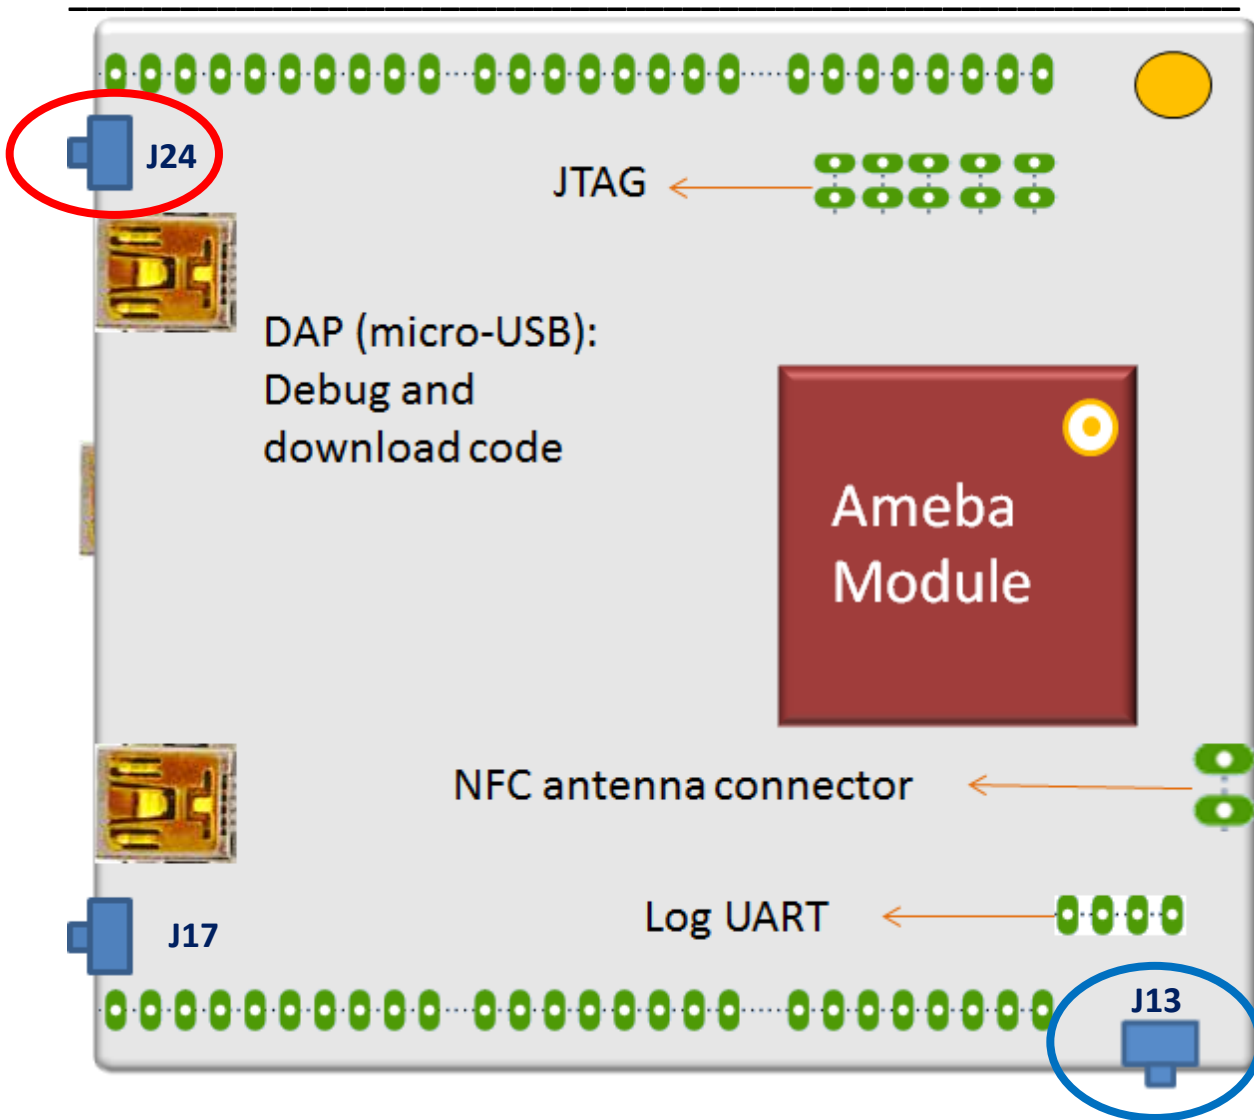 J24
JTAG
DAP (micro-USB):
Debug and
download code
Ameba
Module
NFC antenna connector
Log UART
J17
J13